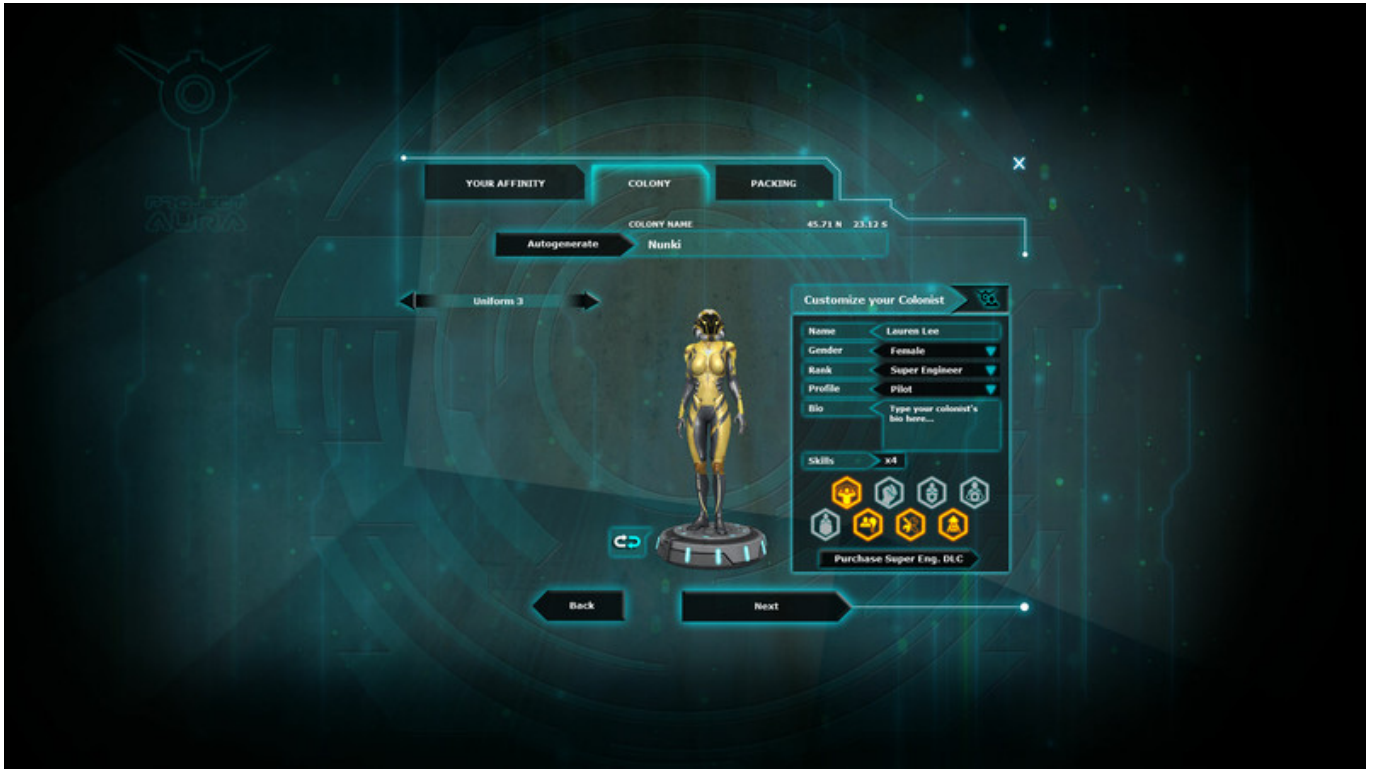 PROJECT
AURA
YOUR AFFINITY
COLONY
PACKING
COLONY NAME
45.71 N 23.12 S
Autogenerate
Nunki
Uniform 3
Customize your Colonist
Name
Lauren Lee
Gender
Female
Rank
Super Engineer
Profile
Pilot
Bio
Type your colonist's
bio here...
Skills
x4
Purchase Super Eng. DLC
Back
Next
X